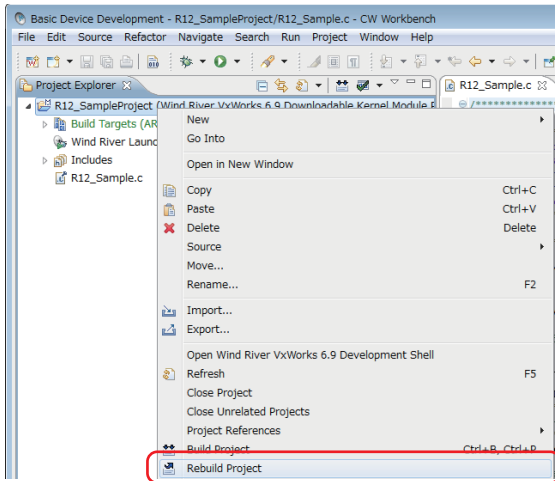 Basic Device Development - R12_SampleProject/R12_Sample.c - CW Workbench
File Edit Source Refactor Navigate Search Run Project Window Help
Project Explorer
R12_Sample.c
R12_SampleProject (Wind River VxWorks 6.9 Downloadable Kernel Module P
Build Targets (AR
Wind River Launc
Includes
R12_Sample.c
New
Go Into
Open in New Window
Copy Ctrl+C
Paste Ctrl+V
Delete Delete
Source
Move...
Rename... F2
Import...
Export...
Open Wind River VxWorks 6.9 Development Shell
Refresh F5
Close Project
Close Unrelated Projects
Project References
Build Project Ctrl+B, Ctrl+P
Rebuild Project